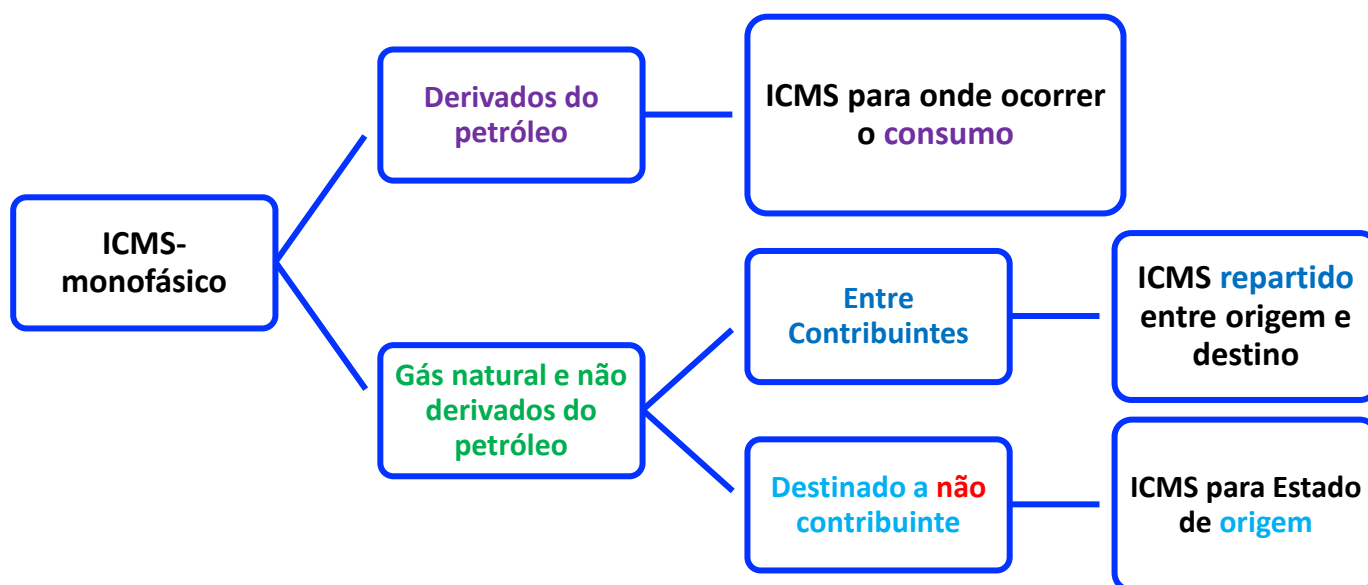 ICMS-
monofásico
Derivados do
petróleo
ICMS para onde ocorrer
o consumo
Gás natural e não
derivados do
petróleo
Entre
Contribuintes
ICMS repartido
entre origem e
destino
Destinado a não
contribuinte
ICMS para Estado
de origem